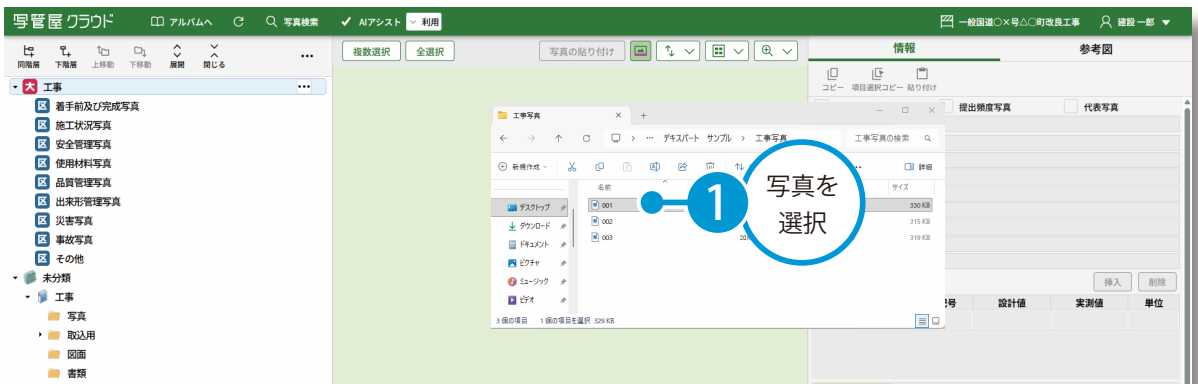 写管屋クラウド アルバムへ 写真検索 AIアシスト 利用 一般国道○×号△○町改良工事 建設 一郎
同階層 下階層 上移動 下移動 展開 閉じる
複数選択 全選択 写真の貼り付け
情報 参考図
コピー 項目選択コピー 貼り付け
提出頻度写真 代表写真
工事
着手前及び完成写真
施工状況写真
安全管理写真
使用材料写真
品質管理写真
出来形管理写真
災害写真
事故写真
その他
未分類
工事
写真
取込用
図面
書類
工事写真
デキスパート サンプル 工事写真 工事写真の検索
新規作成 詳細
名前 サイズ
デスクトップ
ダウンロード
ドキュメント
ピクチャ
ミュージック
ビデオ
001 330 KB
002 315 KB
003 319 KB
3 個の項目 1 個の項目を選択 329 KB
1
写真を
選択
挿入 削除
号 設計値 実測値 単位